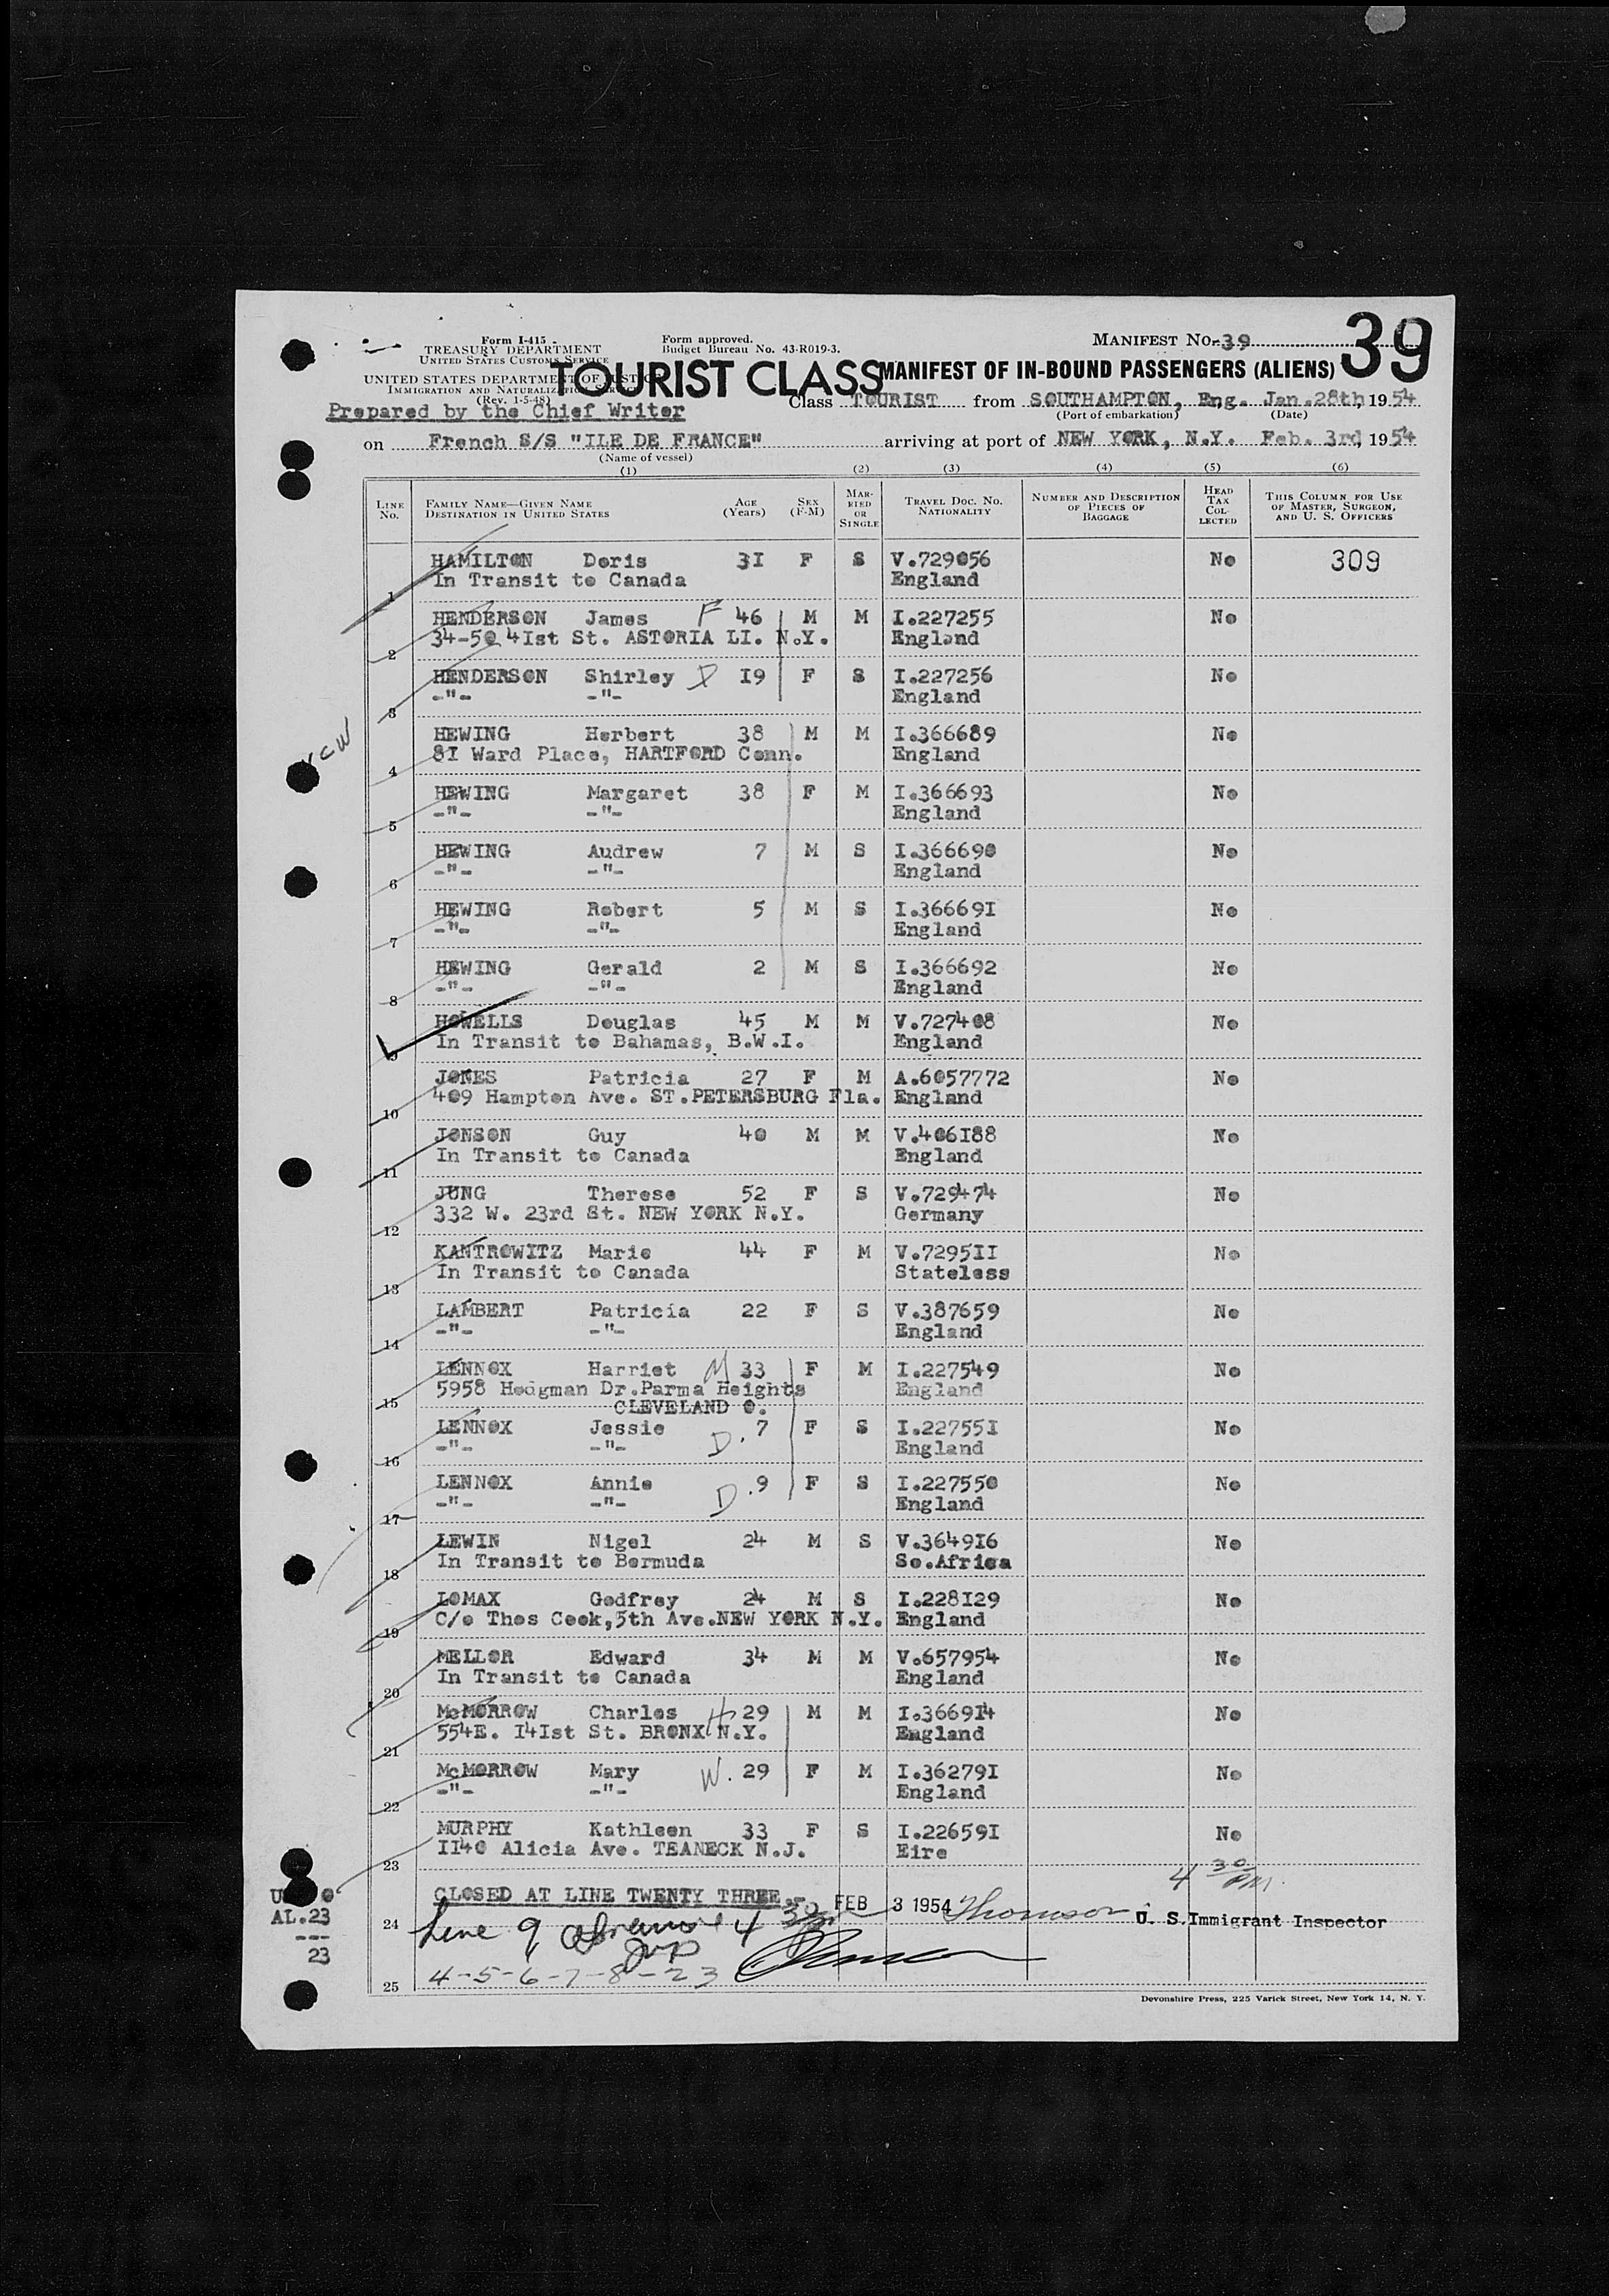 Form I-415
TREASURY DEPARTMENT
UNITED STATES CUSTOMS SERVICE
UNITED STATES DEPARTMENT OF JUSTICE
IMMIGRATION AND NATURALIZATION SERVICE
(Rev. 1-5-48)
Form approved.
Budget Bureau No. 43-R019-3.
MANIFEST No. 39
39
TOURIST CLASS
MANIFEST OF IN-BOUND PASSENGERS (ALIENS)
Prepared by the Chief Writer
Class TOURIST from SOUTHAMPTON, Eng. Jan. 28th, 1954
(Port of embarkation) (Date)
on French S/S "ILE DE FRANCE" arriving at port of NEW YORK, N.Y. Feb. 3rd, 1954
(Name of vessel)
(1) (2) (3) (4) (5) (6)
LINE No. FAMILY NAME—GIVEN NAME DESTINATION IN UNITED STATES AGE (Years) SEX (F-M) MARRIED OR SINGLE TRAVEL DOC. NO. NATIONALITY NUMBER AND DESCRIPTION OF PIECES OF BAGGAGE HEAD TAX COLLECTED THIS COLUMN FOR USE OF MASTER, SURGEON, AND U. S. OFFICERS
HAMILTON Doris 31 F S V.729056 No 309
1 In Transit to Canada England
HENDERSON James F 46 M M I.227255 No
2 34-50 41st St. ASTORIA LI. N.Y. England
HENDERSON Shirley D 19 F S I.227256 No
3 -"- -"- England
HEWING Herbert 38 M M I.366689 No
4 81 Ward Place, HARTFORD Conn. England
HEWING Margaret 38 F M I.366693 No
5 -"- -"- England
HEWING Audrew 7 M S I.366690 No
6 -"- -"- England
HEWING Robert 5 M S I.366691 No
7 -"- -"- England
HEWING Gerald 2 M S I.366692 No
8 -"- -"- England
HOWELLS Douglas 45 M M V.727408 No
9 In Transit to Bahamas, B.W.I. England
JONES Patricia 27 F M A.6057772 No
10 409 Hampton Ave. ST.PETERSBURG Fla. England
JONSON Guy 40 M M V.406188 No
11 In Transit to Canada England
JUNG Therese 52 F S V.729474 No
12 332 W. 23rd St. NEW YORK N.Y. Germany
KANTROWITZ Marie 44 F M V.729511 No
13 In Transit to Canada Stateless
LAMBERT Patricia 22 F S V.387659 No
14 -"- -"- England
LENNOX Harriet M 33 F M I.227549 No
15 5958 Hodgman Dr.Parma Heights England
CLEVELAND O.
LENNOX Jessie D. 7 F S I.227551 No
16 -"- -"- England
LENNOX Annie D. 9 F S I.227550 No
17 -"- -"- England
LEWIN Nigel 24 M S V.364916 No
18 In Transit to Bermuda So.Africa
LOMAX Godfrey 24 M S I.228129 No
19 C/o Thos Cook, 5th Ave.NEW YORK N.Y. England
MELLOR Edward 34 M M V.657954 No
20 In Transit to Canada England
McMORROW Charles H 29 M M I.366914 No
21 554E. 141st St. BRONX N.Y. England
McMORROW Mary W. 29 F M I.362791 No
22 -"- -"- England
MURPHY Kathleen 33 F S I.226591 No
23 1140 Alicia Ave. TEANECK N.J. Eire
4 30 PM.
CLOSED AT LINE TWENTY THREE.- FEB 3 1954 Thomson U. S. Immigrant Inspector
AL.23
---
23
24 Line 9 4 30
25 4-5-6-7-8-23
Devonshire Press, 225 Varick Street, New York 14, N. Y.